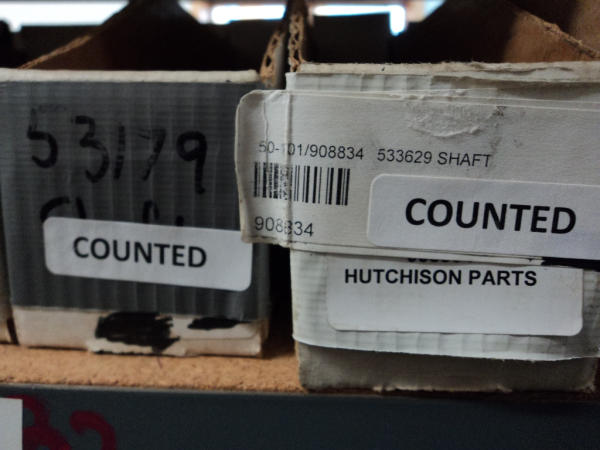 53179
COUNTED
50-101/908834 533629 SHAFT
908834
COUNTED
HUTCHISON PARTS